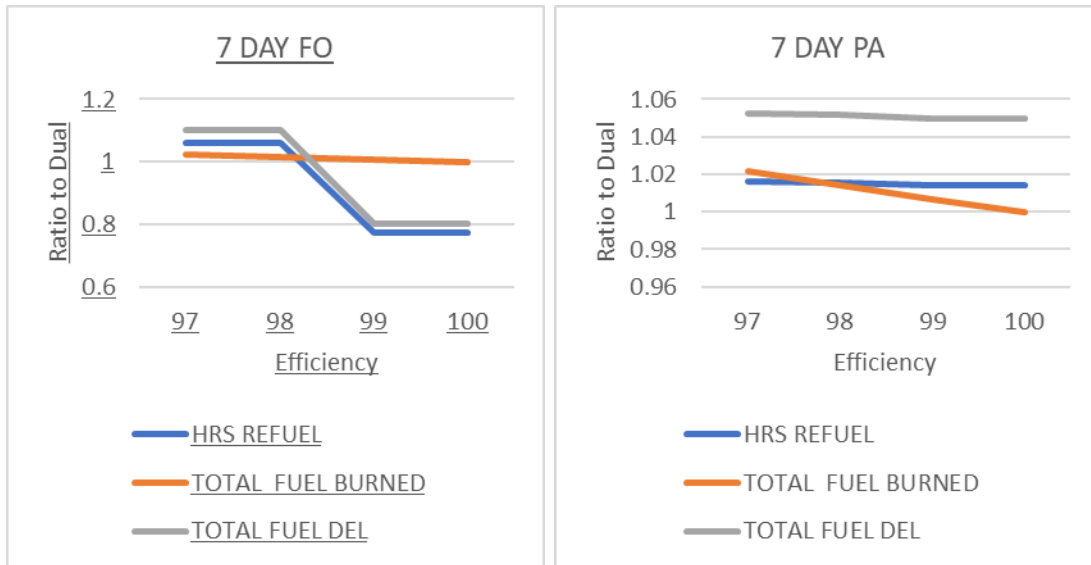 7 DAY FO
1.2
1
0.8
0.6
Ratio to Dual
97 98 99 100
Efficiency
HRS REFUEL
TOTAL FUEL BURNED
TOTAL FUEL DEL
7 DAY PA
1.06
1.04
1.02
1
0.98
0.96
Ratio to Dual
97 98 99 100
Efficiency
HRS REFUEL
TOTAL FUEL BURNED
TOTAL FUEL DEL